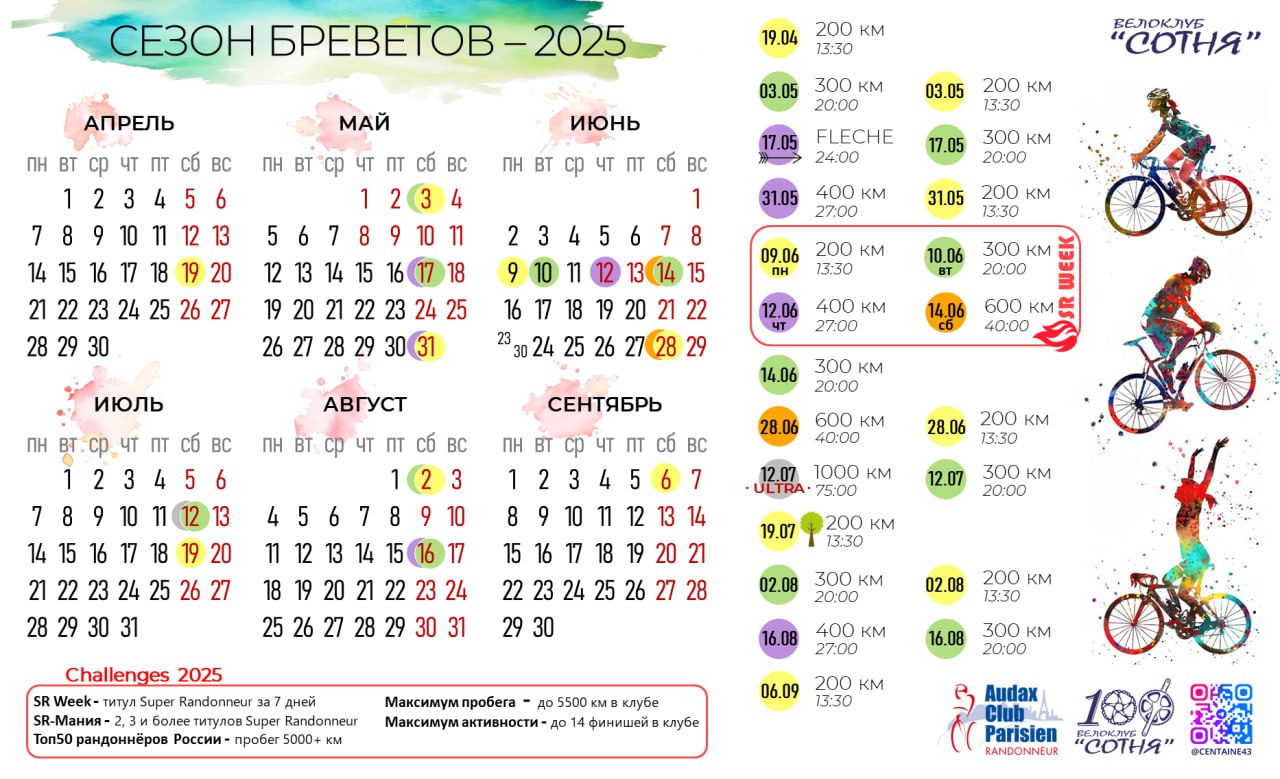 СЕЗОН БРЕВЕТОВ – 2025
АПРЕЛЬ
пн вт ср чт пт сб вс
1 2 3 4 5 6
7 8 9 10 11 12 13
14 15 16 17 18 19 20
21 22 23 24 25 26 27
28 29 30
МАЙ
пн вт ср чт пт сб вс
1 2 3 4
5 6 7 8 9 10 11
12 13 14 15 16 17 18
19 20 21 22 23 24 25
26 27 28 29 30 31
ИЮНЬ
пн вт ср чт пт сб вс
1
2 3 4 5 6 7 8
9 10 11 12 13 14 15
16 17 18 19 20 21 22
23 30 24 25 26 27 28 29
ИЮЛЬ
пн вт ср чт пт сб вс
1 2 3 4 5 6
7 8 9 10 11 12 13
14 15 16 17 18 19 20
21 22 23 24 25 26 27
28 29 30 31
АВГУСТ
пн вт ср чт пт сб вс
1 2 3
4 5 6 7 8 9 10
11 12 13 14 15 16 17
18 19 20 21 22 23 24
25 26 27 28 29 30 31
СЕНТЯБРЬ
пн вт ср чт пт сб вс
1 2 3 4 5 6 7
8 9 10 11 12 13 14
15 16 17 18 19 20 21
22 23 24 25 26 27 28
29 30
Challenges 2025
SR Week - титул Super Randonneur за 7 дней
SR-Мания - 2, 3 и более титулов Super Randonneur
Топ50 рандоннёров России - пробег 5000+ км
Максимум пробега - до 5500 км в клубе
Максимум активности - до 14 финишей в клубе
19.04 200 км
13:30
03.05 300 км
20:00
03.05 200 км
13:30
17.05 FLECHE
24:00
17.05 300 км
20:00
31.05 400 км
27:00
31.05 200 км
13:30
09.06 пн 200 км
13:30
10.06 вт 300 км
20:00
12.06 чт 400 км
27:00
14.06 сб 600 км
40:00
SR WEEK
14.06 300 км
20:00
28.06 600 км
40:00
28.06 200 км
13:30
12.07 1000 км
· ULTRA · 75:00
12.07 300 км
20:00
19.07 200 км
13:30
02.08 300 км
20:00
02.08 200 км
13:30
16.08 400 км
27:00
16.08 300 км
20:00
06.09 200 км
13:30
ВЕЛОКЛУБ
“СОТНЯ”
Audax
Club
Parisien
RANDONNEUR
100
ВЕЛОКЛУБ
“СОТНЯ”
@CENTAINE43